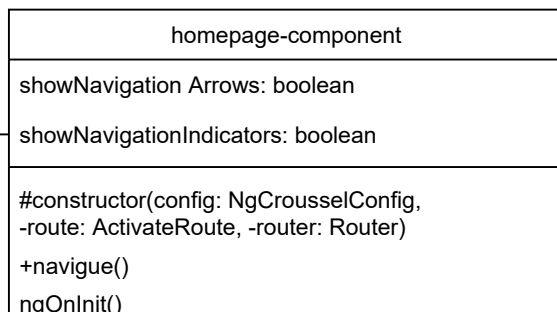 homepage-component
showNavigation Arrows: boolean
showNavigationIndicators: boolean
#constructor(config: NgCrousselConfig,
-route: ActivateRoute, -router: Router)
+navigue()
ngOnInit()